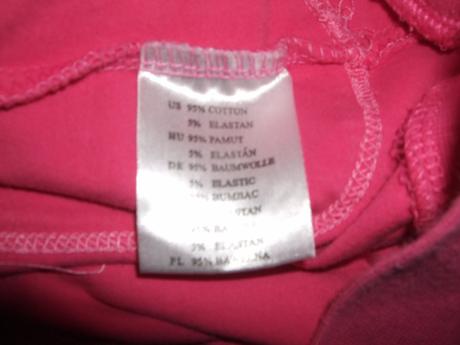 US 95% COTTON
5% ELASTAN
HU 95% PAMUT
5% ELASTÁN
DE 95% BAUMWOLLE
5% ELASTIC
BUMBAC
5% ELASTAN
PL 95%